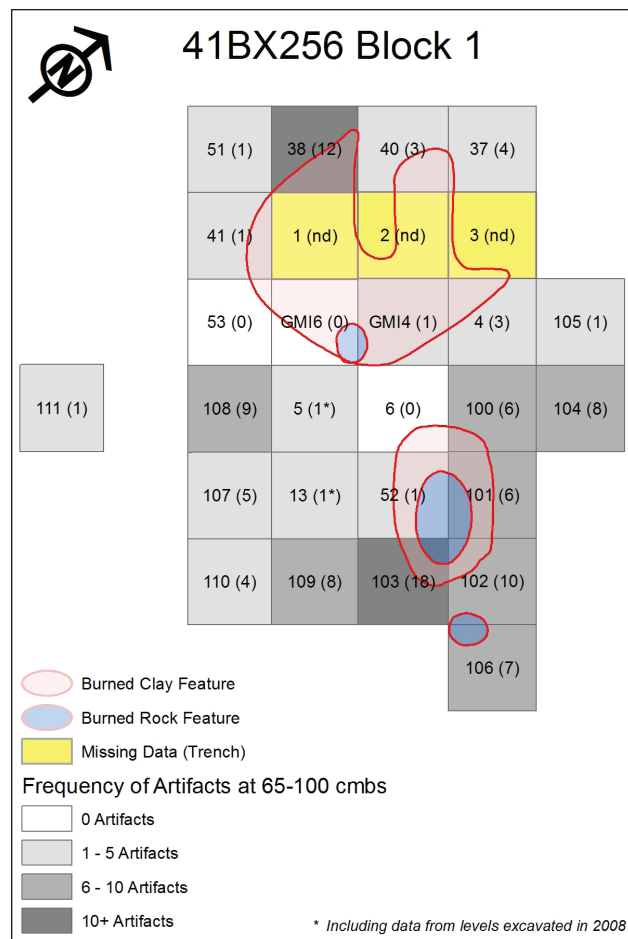 41BX256 Block 1
N
51 (1) 38 (12) 40 (3) 37 (4)
41 (1) 1 (nd) 2 (nd) 3 (nd)
53 (0) GMI6 (0) GMI4 (1) 4 (3) 105 (1)
111 (1) 108 (9) 5 (1*) 6 (0) 100 (6) 104 (8)
107 (5) 13 (1*) 52 (1) 101 (6)
110 (4) 109 (8) 103 (18) 102 (10)
106 (7)
Burned Clay Feature
Burned Rock Feature
Missing Data (Trench)
Frequency of Artifacts at 65-100 cmbs
0 Artifacts
1 - 5 Artifacts
6 - 10 Artifacts
10+ Artifacts
* Including data from levels excavated in 2008